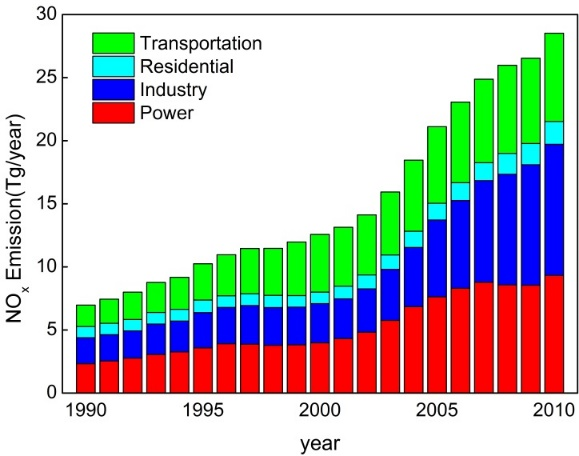 30
25
20
15
10
5
0
NOx Emission(Tg/year)
Transportation
Residential
Industry
Power
1990 1995 2000 2005 2010
year